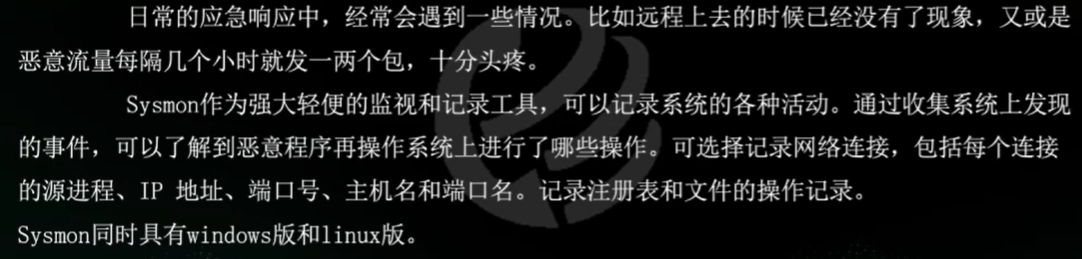 日常的应急响应中，经常会遇到一些情况。比如远程上去的时候已经没有了现象，又或是
恶意流量每隔几个小时就发一两个包，十分头疼。
Sysmon作为强大轻便的监视和记录工具，可以记录系统的各种活动。通过收集系统上发现
的事件，可以了解到恶意程序再操作系统上进行了哪些操作。可选择记录网络连接，包括每个连接
的源进程、IP 地址、端口号、主机名和端口名。记录注册表和文件的操作记录。
Sysmon同时具有windows版和linux版。